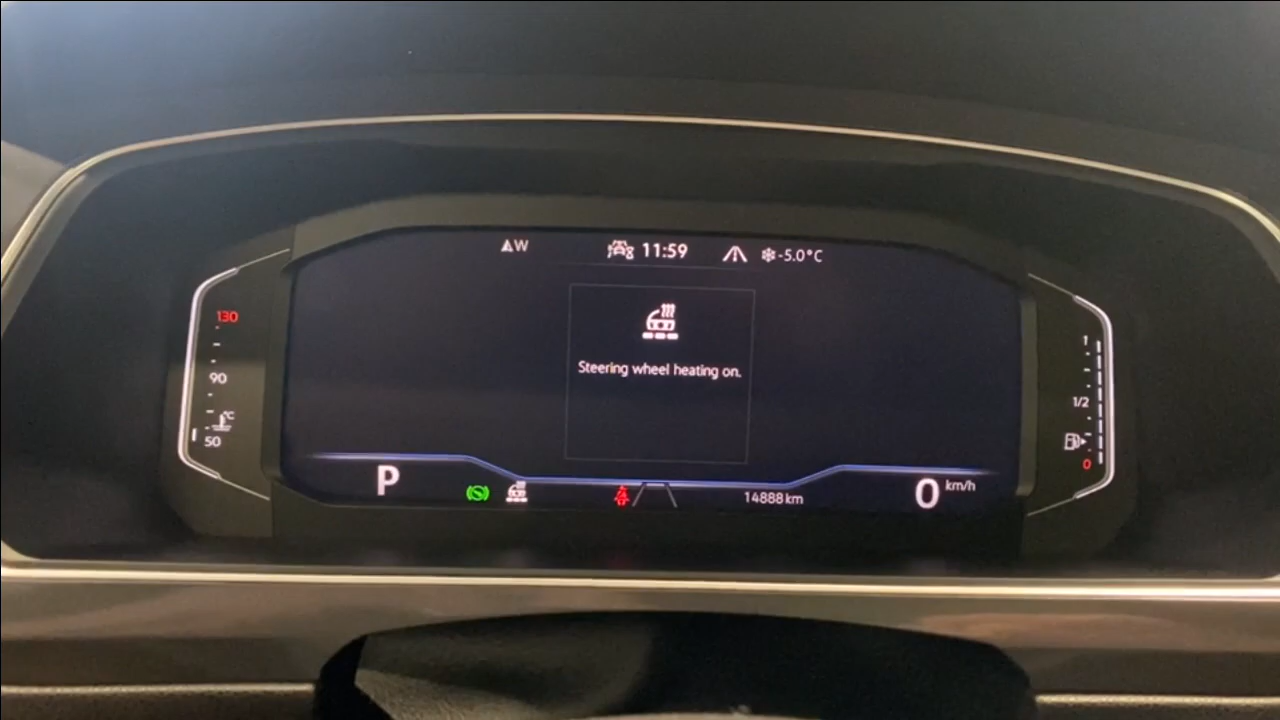 W 11:59 -5.0°C
130
90
°C
50
Steering wheel heating on.
1
1/2
0
P 14888 km 0 km/h